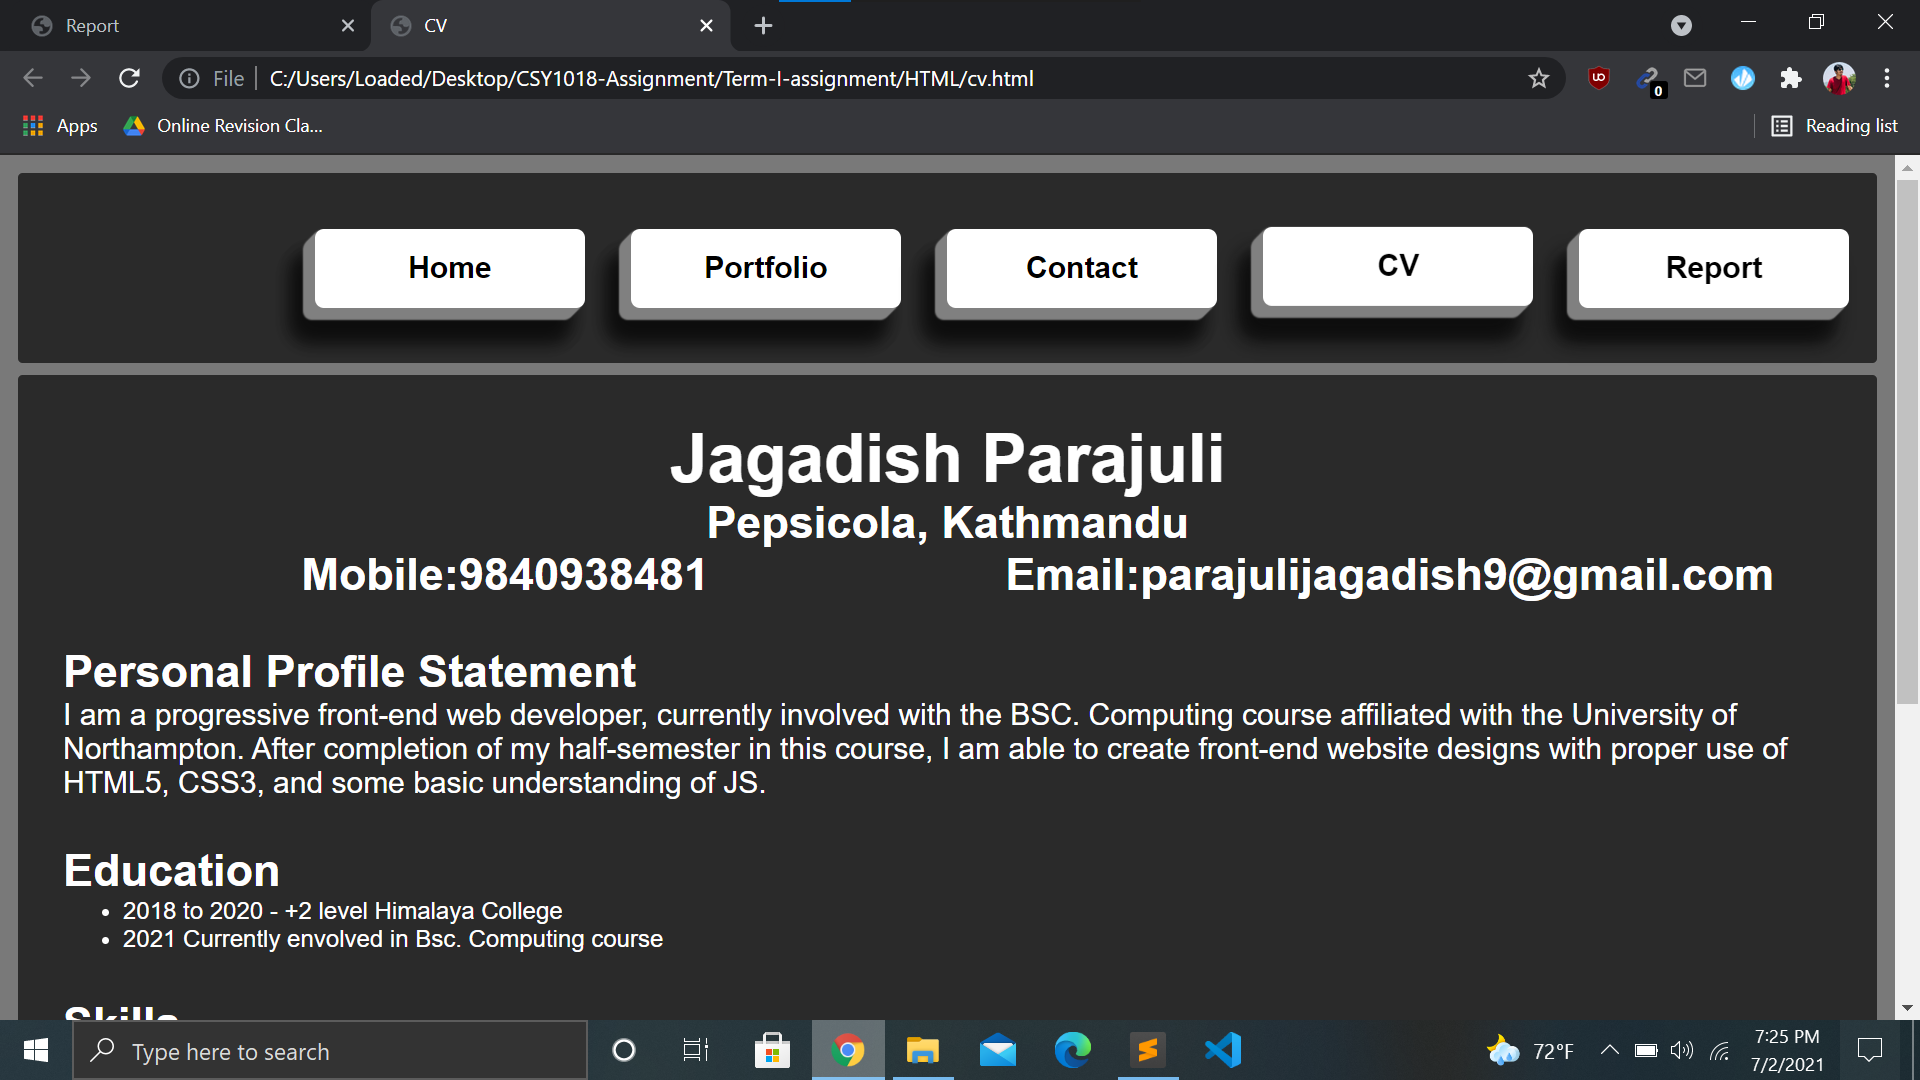 Report
CV
File
C:/Users/Loaded/Desktop/CSY1018-Assignment/Term-I-assignment/HTML/cv.html
0
Apps
Online Revision Cla...
Reading list
Home
Portfolio
Contact
CV
Report
Jagadish Parajuli
Pepsicola, Kathmandu
Mobile:9840938481 Email:parajulijagadish9@gmail.com
Personal Profile Statement
I am a progressive front-end web developer, currently involved with the BSC. Computing course affiliated with the University of
Northampton. After completion of my half-semester in this course, I am able to create front-end website designs with proper use of
HTML5, CSS3, and some basic understanding of JS.
Education
2018 to 2020 - +2 level Himalaya College
2021 Currently envolved in Bsc. Computing course
Skills
Type here to search
72°F
7:25 PM
7/2/2021